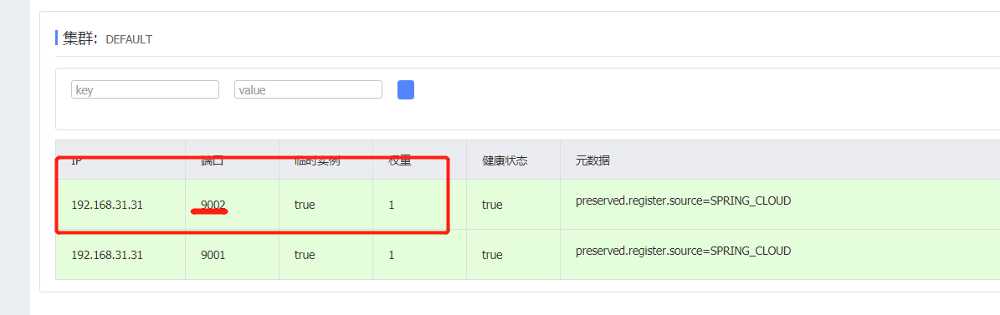 集群: DEFAULT
key value
IP 端口 临时实例 权重 健康状态 元数据
192.168.31.31 9002 true 1 true preserved.register.source=SPRING_CLOUD
192.168.31.31 9001 true 1 true preserved.register.source=SPRING_CLOUD